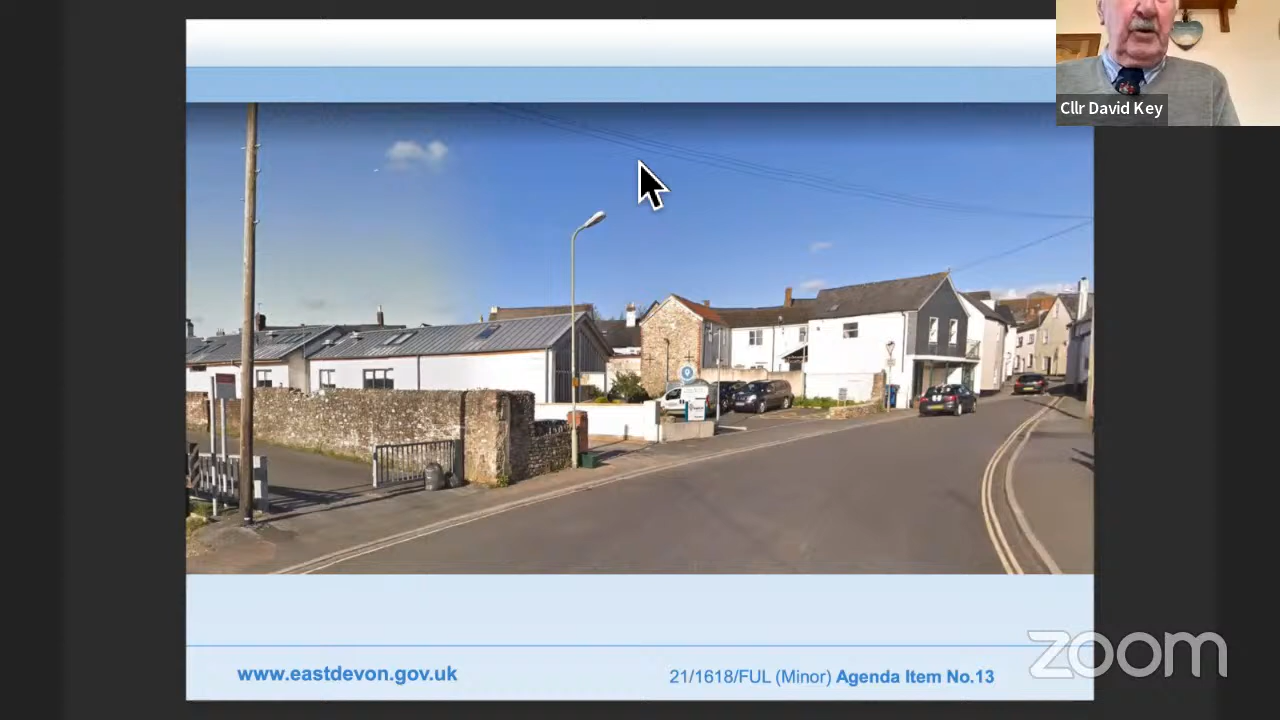 Cllr David Key
www.eastdevon.gov.uk
21/1618/FUL (Minor) Agenda Item No.13
zoom